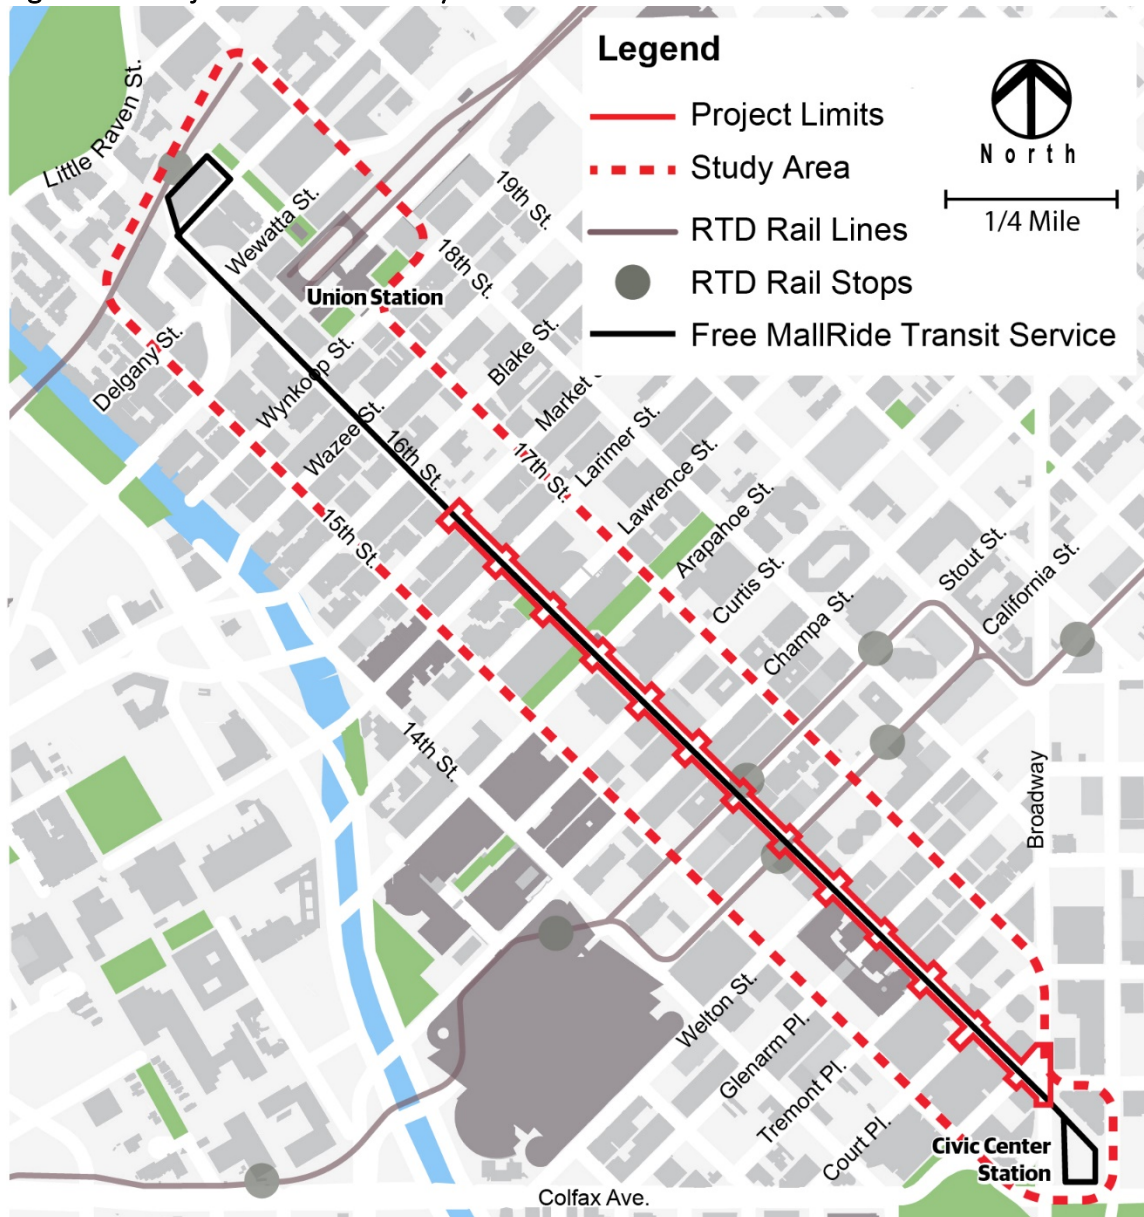 Legend
Project Limits
Study Area
RTD Rail Lines
RTD Rail Stops
Free MallRide Transit Service
North
1/4 Mile
Little Raven St.
Wewatta St.
Union Station
19th St.
18th St.
Delgany St.
Wynkoop St.
Wazee St.
16th St.
Blake St.
Market
Larimer St.
17th St.
15th St.
Lawrence St.
Arapahoe St.
Curtis St.
Champa St.
Stout St.
California St.
14th St.
Broadway
Welton St.
Glenarm Pl.
Tremont Pl.
Court Pl.
Civic Center
Station
Colfax Ave.